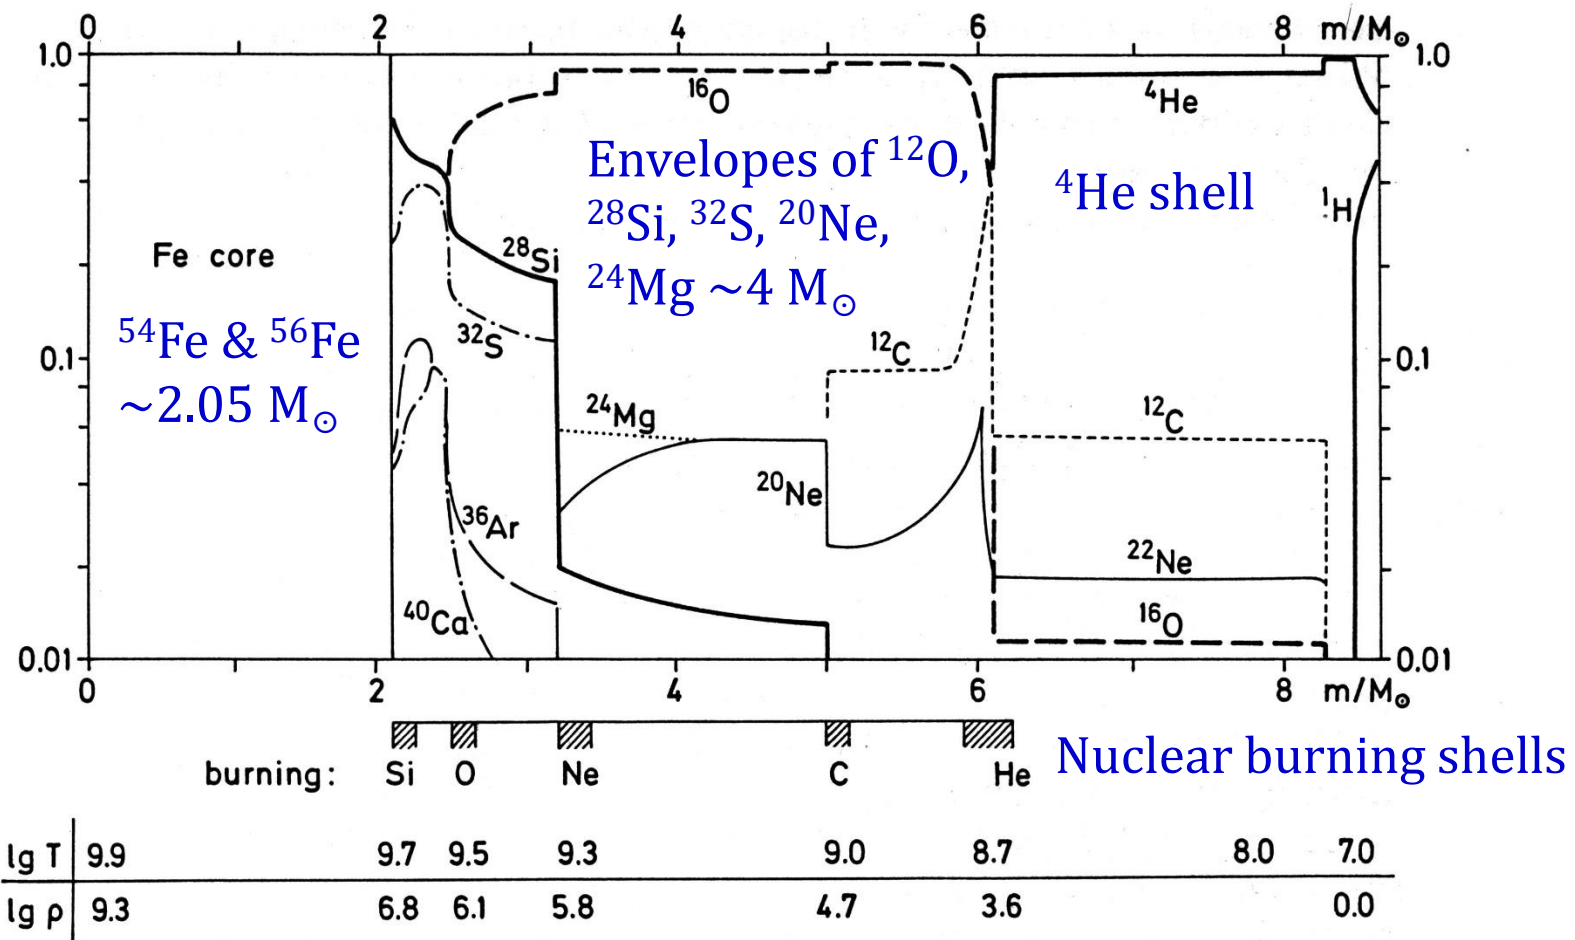 0 2 4 6 8 m/M☉
1.0 1.0
¹⁶O ⁴He
Envelopes of ¹²O,
²⁸Si, ³²S, ²⁰Ne,
²⁴Mg ~4 M☉
⁴He shell
¹H
Fe core
²⁸Si
⁵⁴Fe & ⁵⁶Fe
~2.05 M☉
³²S
¹²C
0.1 0.1
²⁴Mg
¹²C
²⁰Ne
³⁶Ar
²²Ne
⁴⁰Ca
¹⁶O
0.01 0.01
0 2 4 6 8 m/M☉
burning: Si O Ne C He
Nuclear burning shells
lg T 9.9 9.7 9.5 9.3 9.0 8.7 8.0 7.0
lg ρ 9.3 6.8 6.1 5.8 4.7 3.6 0.0